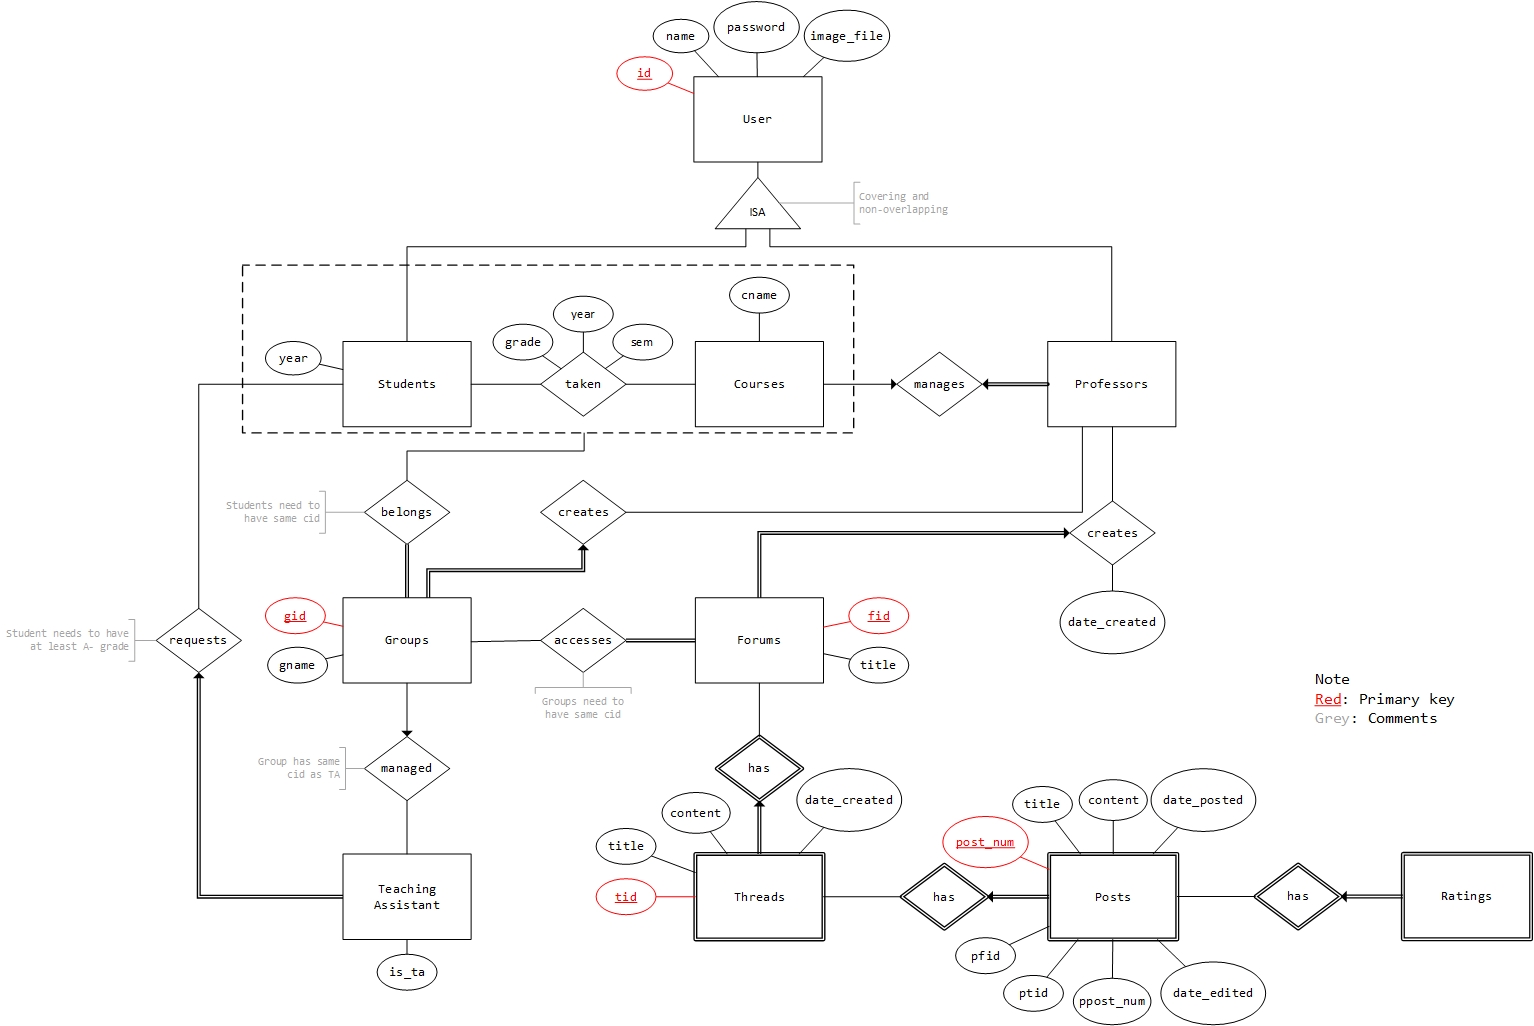 name
password
image_file
id
User
ISA
Covering and
non-overlapping
cname
year
grade
sem
year
Students
taken
Courses
manages
Professors
Students need to
have same cid
belongs
creates
creates
gid
fid
Student needs to have
at least A- grade
requests
Groups
accesses
Forums
date_created
gname
title
Groups need to
have same cid
Note
Red: Primary key
Grey: Comments
Group has same
cid as TA
managed
has
date_created
content
title
content
date_posted
title
post_num
Teaching
Assistant
tid
Threads
has
Posts
has
Ratings
pfid
is_ta
ptid
ppost_num
date_edited